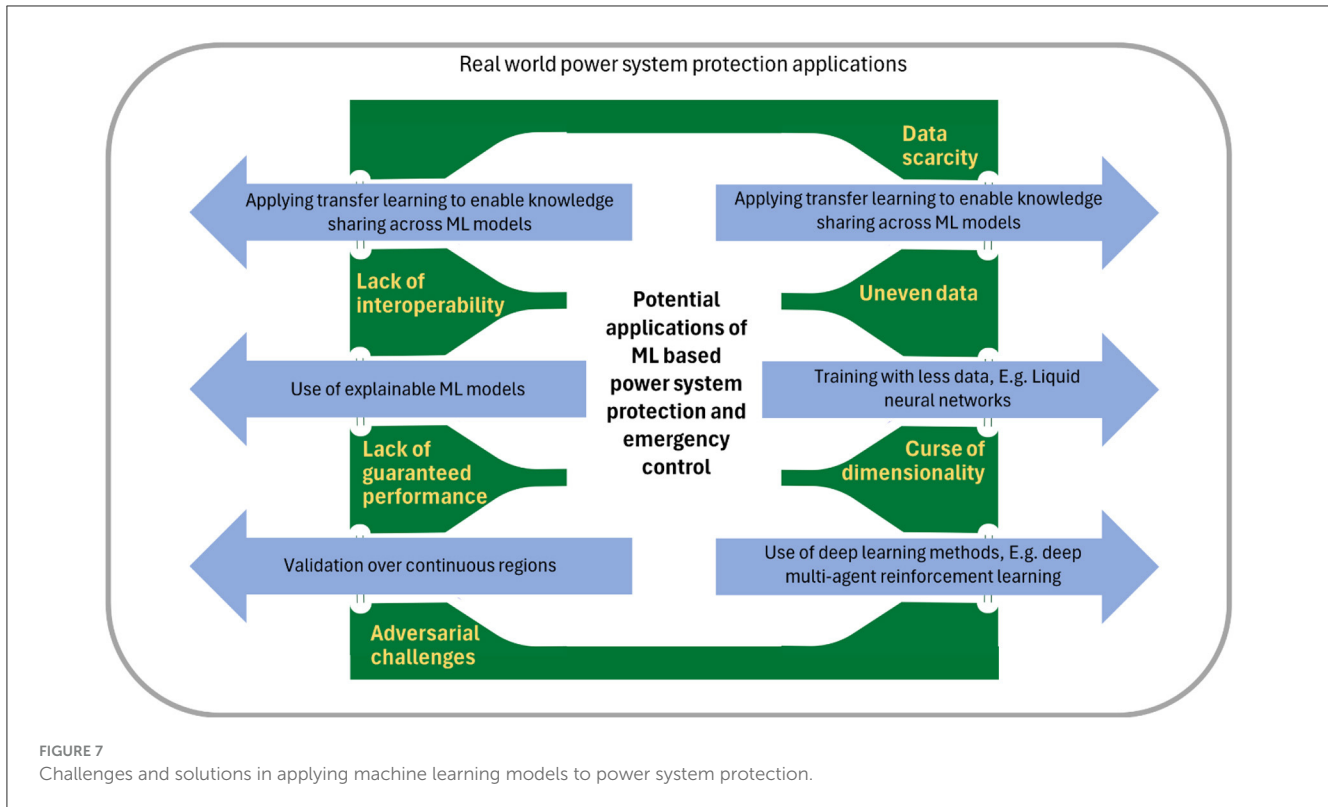 Real world power system protection applications
Data
scarcity
Applying transfer learning to enable knowledge
sharing across ML models
Applying transfer learning to enable knowledge
sharing across ML models
Lack of
interoperability
Potential
applications of
ML based
power system
protection and
emergency
control
Uneven data
Use of explainable ML models
Training with less data, E.g. Liquid
neural networks
Lack of
guaranteed
performance
Curse of
dimensionality
Validation over continuous regions
Use of deep learning methods, E.g. deep
multi-agent reinforcement learning
Adversarial
challenges
FIGURE 7
Challenges and solutions in applying machine learning models to power system protection.